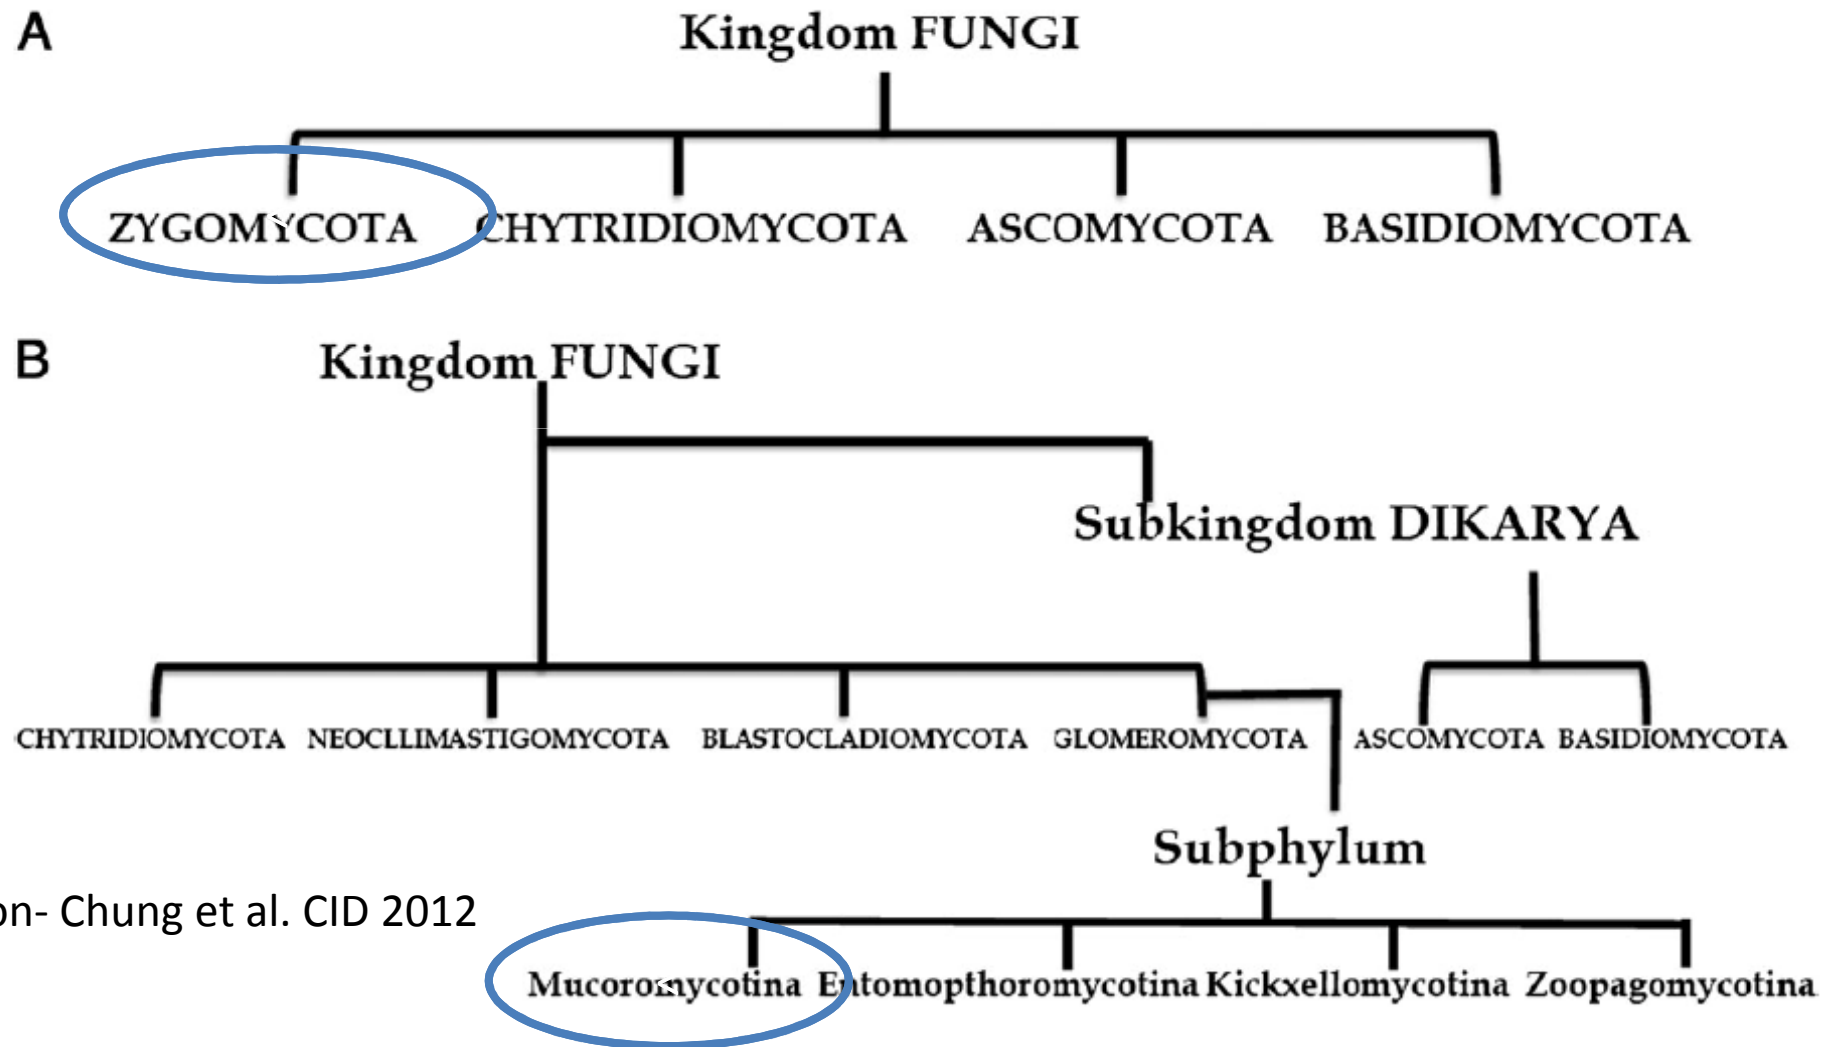 A
Kingdom FUNGI
ZYGOMYCOTA CHYTRIDIOMYCOTA ASCOMYCOTA BASIDIOMYCOTA
B
Kingdom FUNGI
Subkingdom DIKARYA
CHYTRIDIOMYCOTA NEOCLLIMASTIGOMYCOTA BLASTOCLADIOMYCOTA GLOMEROMYCOTA ASCOMYCOTA BASIDIOMYCOTA
Subphylum
on- Chung et al. CID 2012
Mucoromycotina Entomopthoromycotina Kickxellomycotina Zoopagomycotina